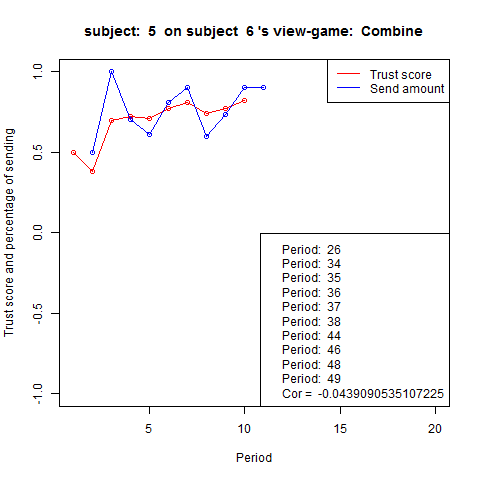 subject: 5 on subject 6 's view-game: Combine
Trust score
Send amount
Trust score and percentage of sending
1.0
0.5
0.0
-0.5
-1.0
Period: 26
Period: 34
Period: 35
Period: 36
Period: 37
Period: 38
Period: 44
Period: 46
Period: 48
Period: 49
Cor = -0.0439090535107225
5
10
15
20
Period